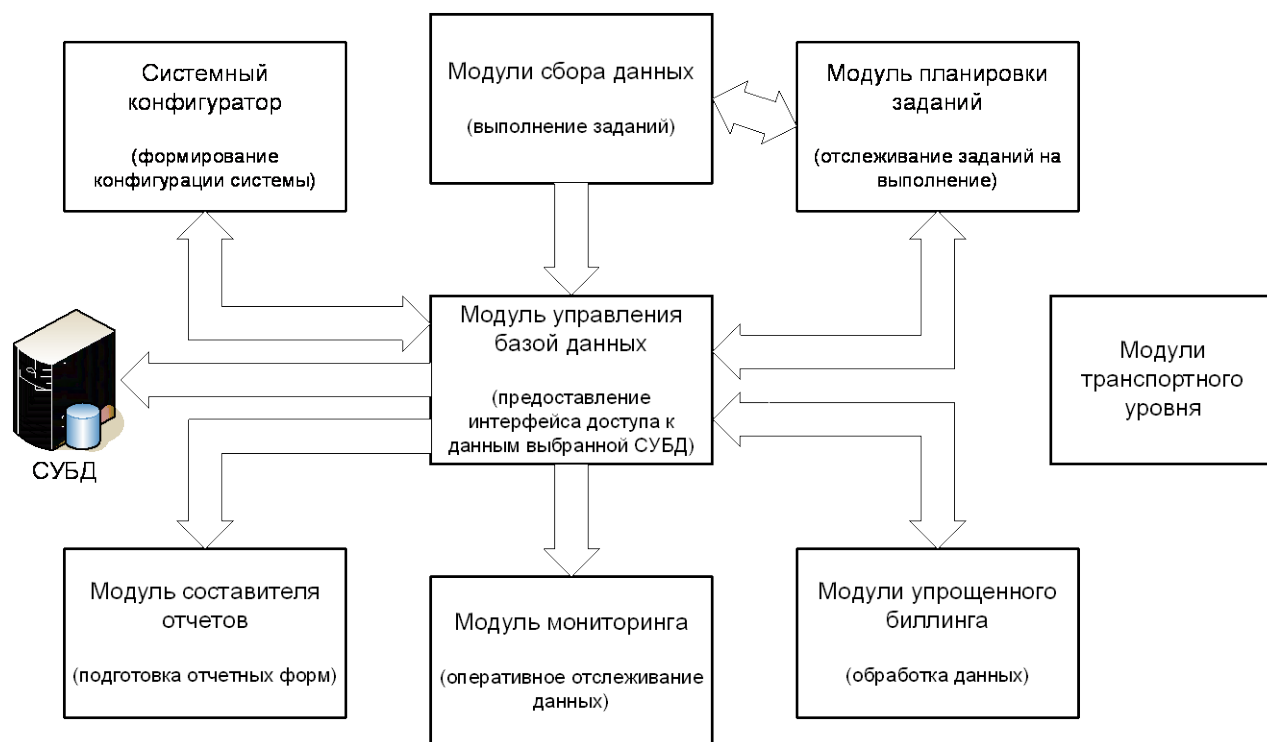 Системный
конфигуратор
(формирование
конфигурации системы)
Модули сбора данных
(выполнение заданий)
Модуль планировки
заданий
(отслеживание заданий на
выполнение)
СУБД
Модуль управления
базой данных
(предоставление
интерфейса доступа к
данным выбранной СУБД)
Модули
транспортного
уровня
Модуль составителя
отчетов
(подготовка отчетных форм)
Модуль мониторинга
(оперативное отслеживание
данных)
Модули упрощенного
биллинга
(обработка данных)